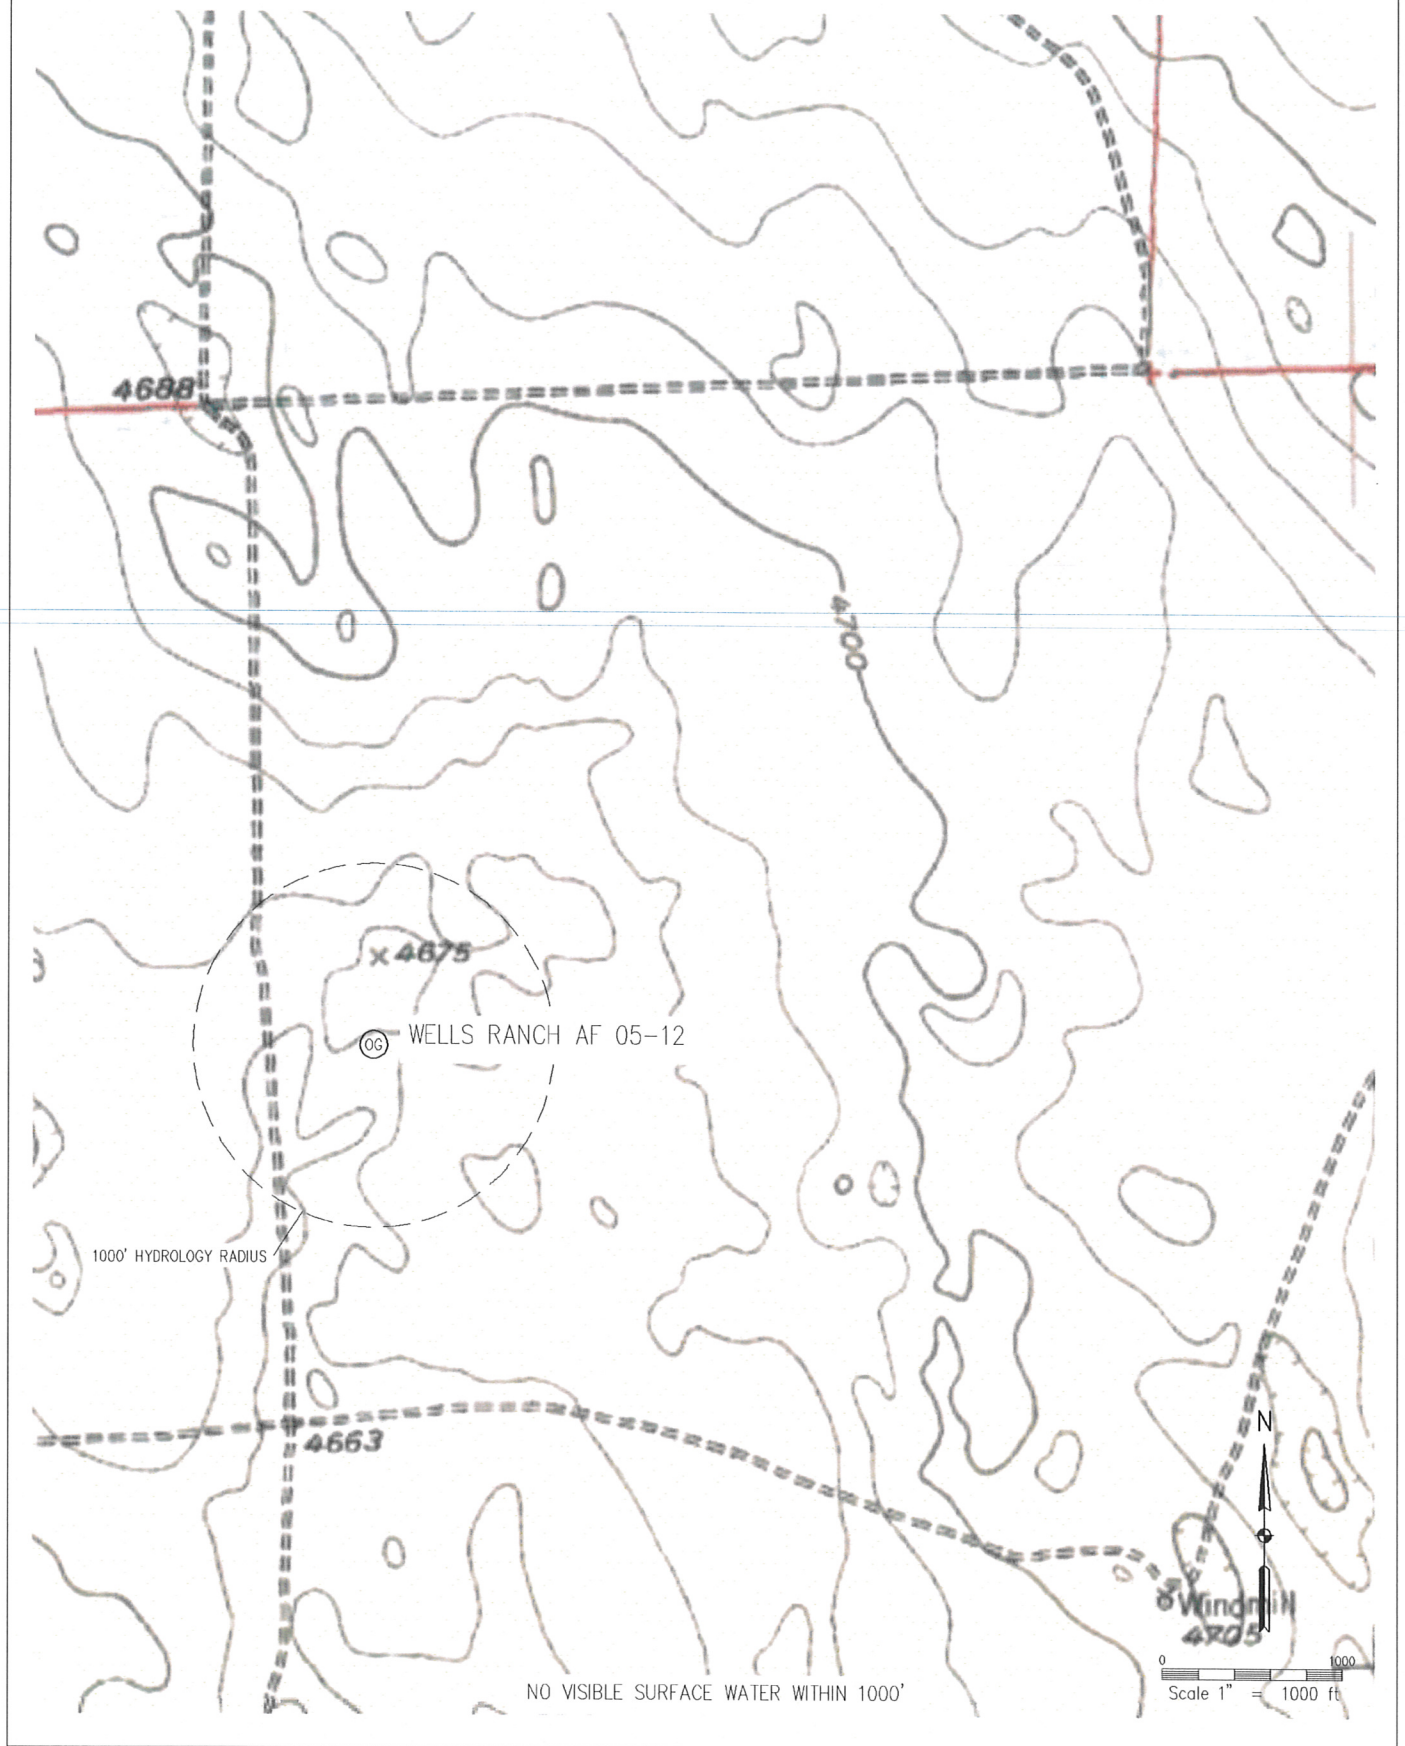 4688
4700
×4675
OG
WELLS RANCH AF 05-12
1000' HYDROLOGY RADIUS
4663
N
Windmill
4705
0 1000
Scale 1" = 1000 ft
NO VISIBLE SURFACE WATER WITHIN 1000'